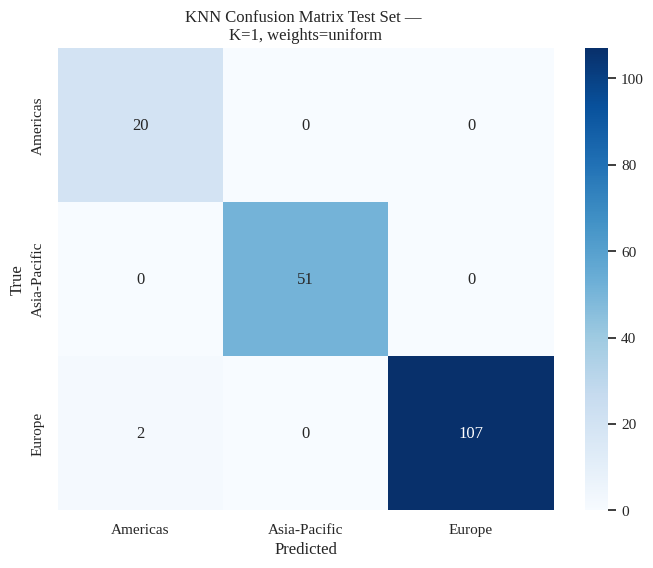 KNN Confusion Matrix Test Set —
K=1, weights=uniform
True
Americas
20 0 0
Asia-Pacific
0 51 0
Europe
2 0 107
Americas Asia-Pacific Europe
Predicted
100
80
60
40
20
0